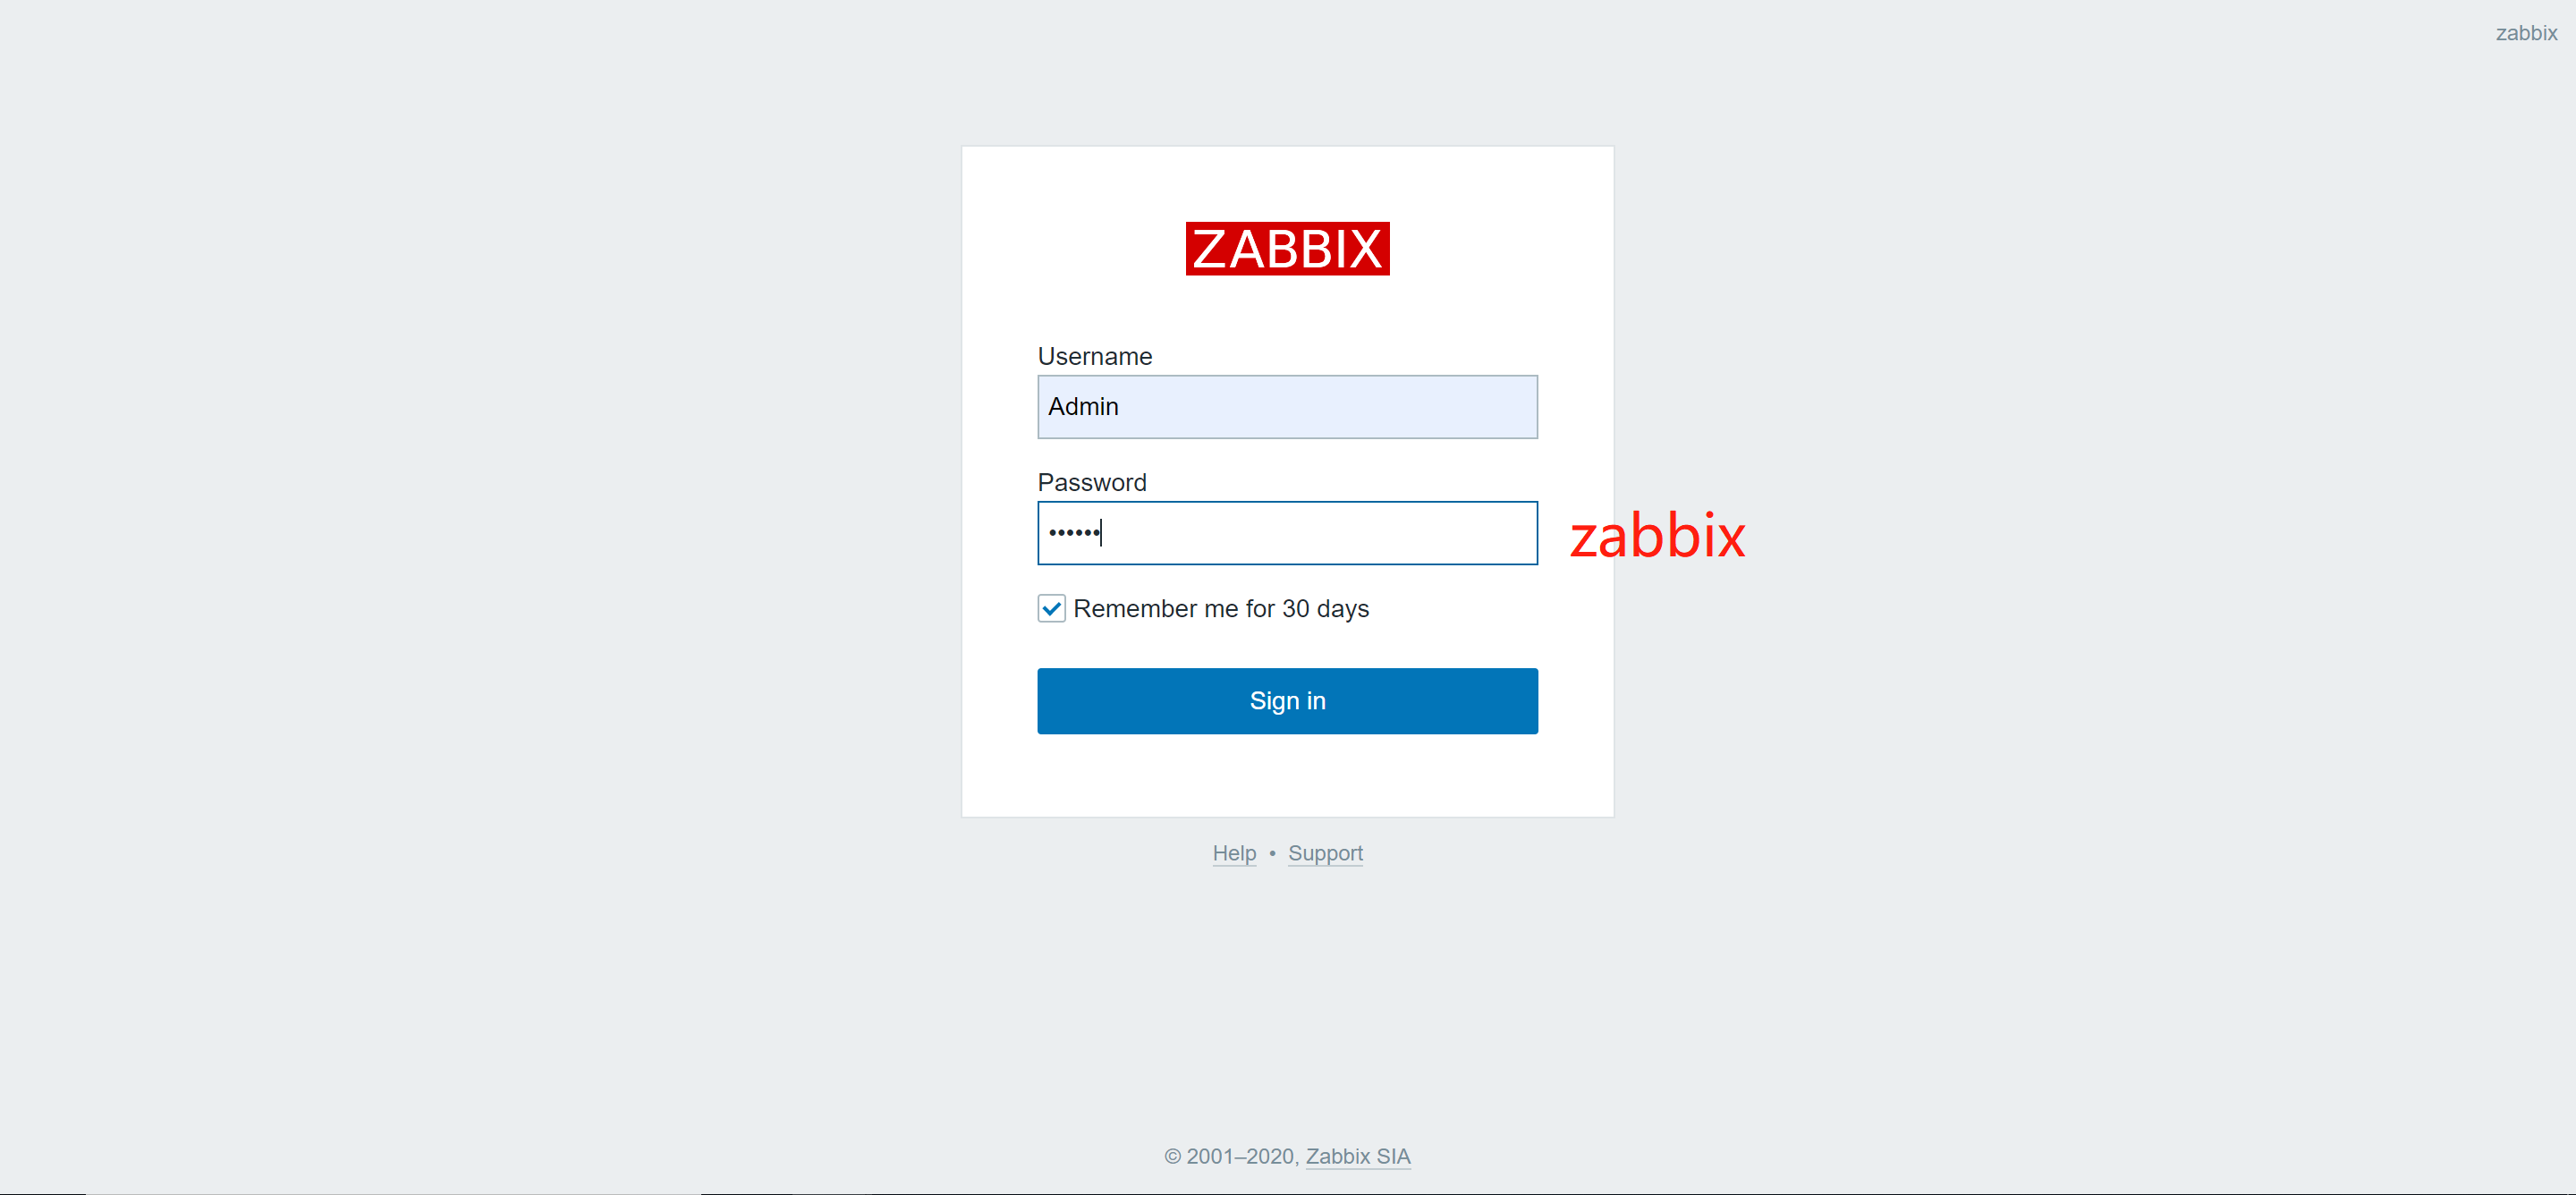 zabbix
ZABBIX
Username
Admin
Password
••••••
zabbix
Remember me for 30 days
Sign in
Help • Support
© 2001–2020, Zabbix SIA